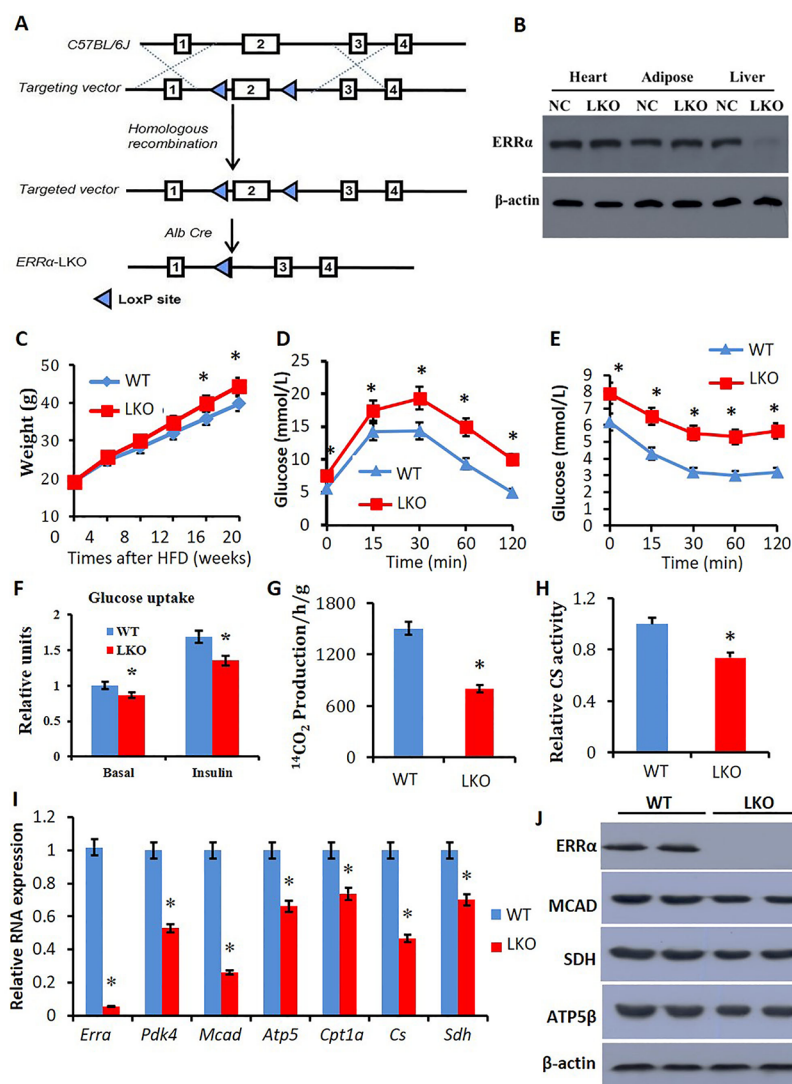 A
C57BL/6J
1
2
3
4
Targeting vector
1
2
3
4
Homologous
recombination
Targeted vector
1
2
3
4
Alb Cre
ERRα-LKO
1
3
4
LoxP site
B
Heart Adipose Liver
NC LKO NC LKO NC LKO
ERRα
β-actin
C
50
40
30
20
10
Weight (g)
WT
LKO
* *
0 4 8 12 16 20
Times after HFD (weeks)
D
25
20
15
10
5
0
Glucose (mmol/L)
* * * * *
WT
LKO
0 15 30 60 120
Time (min)
E
WT
LKO
9
8
7
6
5
4
3
2
1
0
Glucose (mmol/L)
* * * * *
0 15 30 60 120
Time (min)
F
Glucose uptake
2
1.5
1
0.5
0
Relative units
WT
LKO
* *
Basal Insulin
G
1800
1500
1200
900
600
300
0
¹⁴CO₂ Production/h/g
*
WT LKO
H
1.2
0.8
0.4
0
Relative CS activity
*
WT LKO
I
1.2
1
0.8
0.6
0.4
0.2
0
Relative RNA expression
* * * * * * *
WT
LKO
Erra Pdk4 Mcad Atp5 Cpt1a Cs Sdh
J
WT LKO
ERRα
MCAD
SDH
ATP5β
β-actin